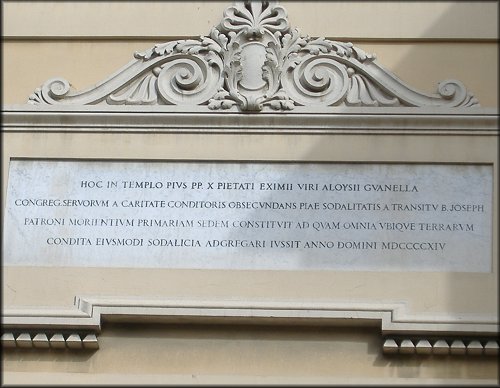 HOC IN TEMPLO PIVS PP. X PIETATI EXIMII VIRI ALOYSII GVANELLA
CONGREG. SERVORVM A CARITATE CONDITORIS OBSECVNDANS PIAE SODALITATIS A TRANSITV B. JOSEPH
PATRONI MORIENTIVM PRIMARIAM SEDEM CONSTITVIT AD QVAM OMNIA VBIQVE TERRARVM
CONDITA EIVSMODI SODALICIA ADGREGARI IVSSIT ANNO DOMINI MDCCCCXIV